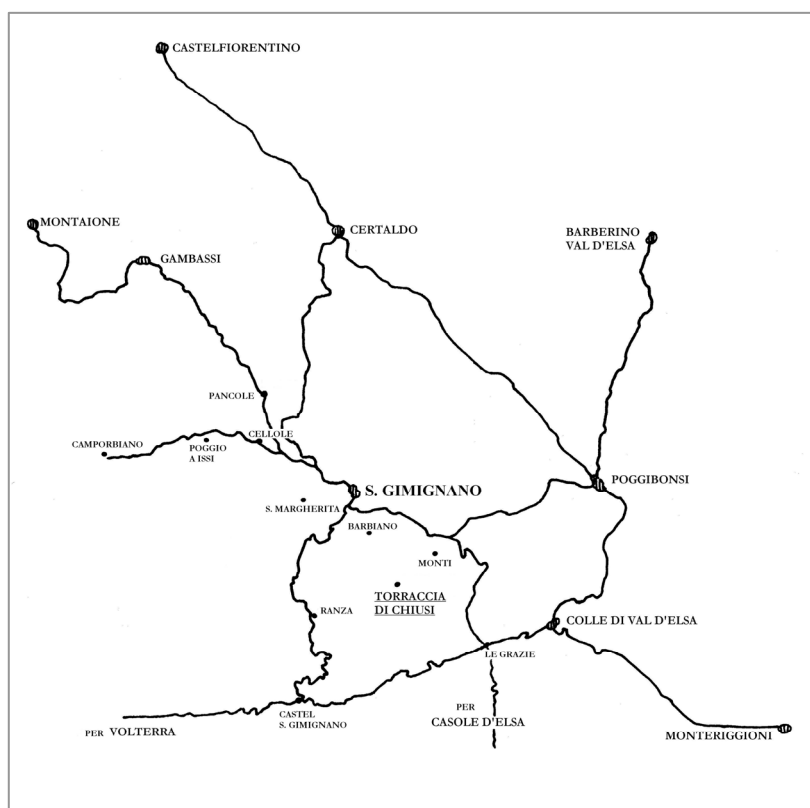 CASTELFIORENTINO
MONTAIONE
CERTALDO
BARBERINO
VAL D'ELSA
GAMBASSI
PANCOLE
CELLOLE
CAMPORBIANO
POGGIO
A ISSI
S. GIMIGNANO
POGGIBONSI
S. MARGHERITA
BARBIANO
MONTI
TORRACCIA
DI CHIUSI
RANZA
COLLE DI VAL D'ELSA
LE GRAZIE
CASTEL
S. GIMIGNANO
PER
CASOLE D'ELSA
PER VOLTERRA
MONTERIGGIONI